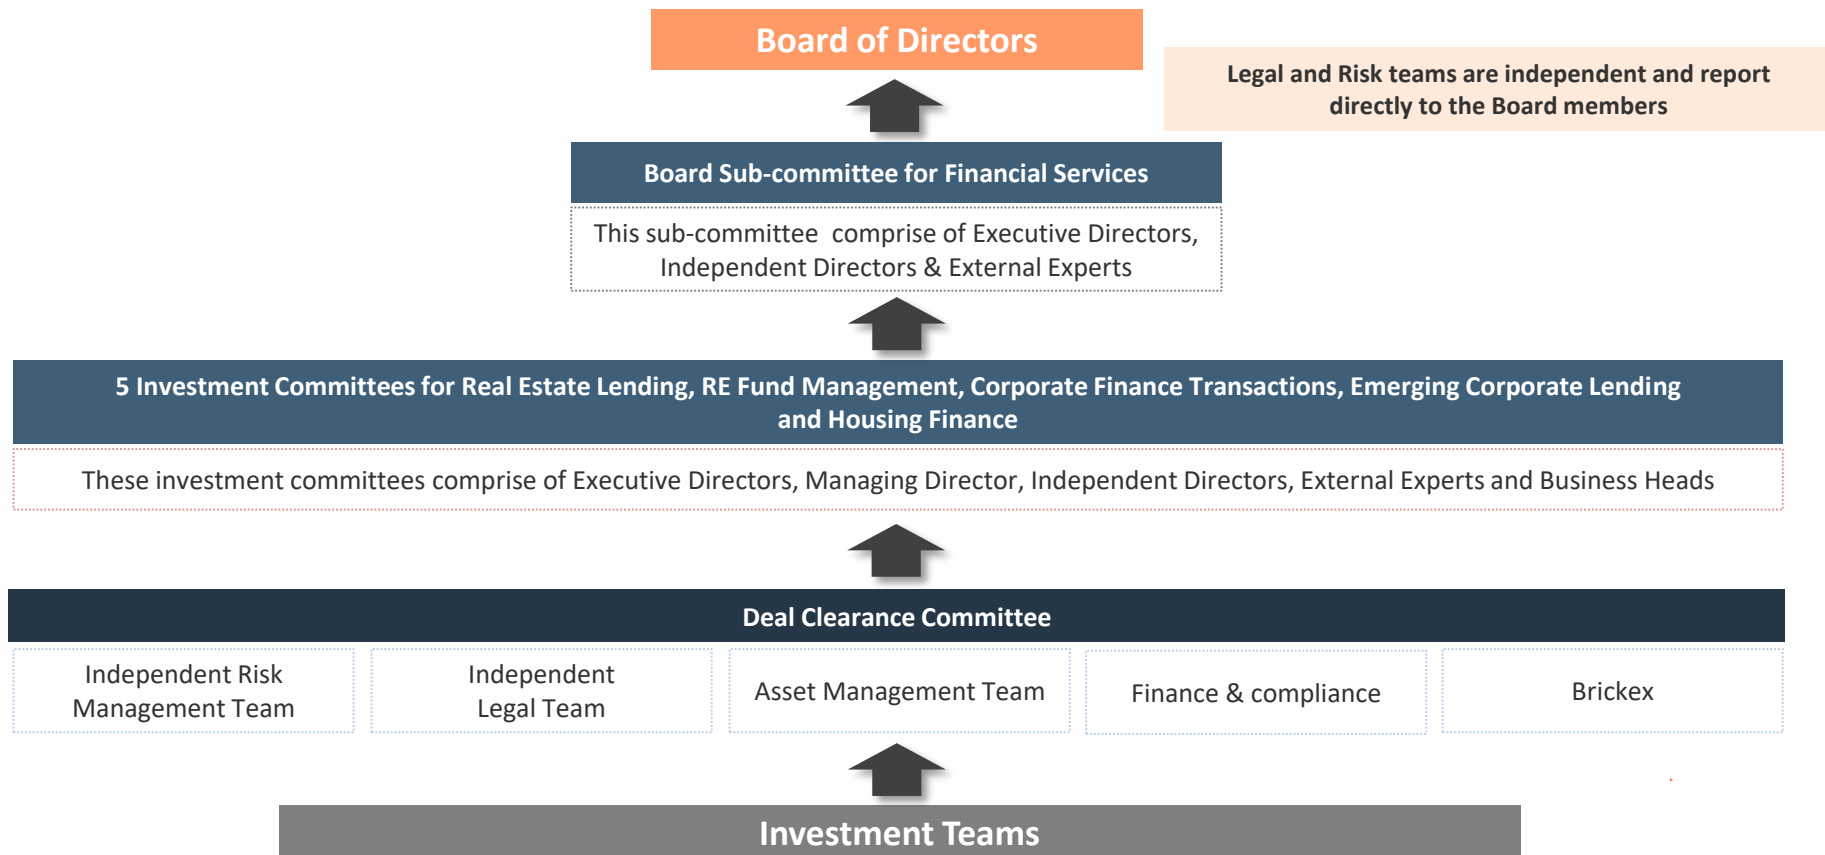 Board of Directors
Legal and Risk teams are independent and report
directly to the Board members
Board Sub-committee for Financial Services
This sub-committee  comprise of Executive Directors,
Independent Directors & External Experts
5 Investment Committees for Real Estate Lending, RE Fund Management, Corporate Finance Transactions, Emerging Corporate Lending
and Housing Finance
These investment committees comprise of Executive Directors, Managing Director, Independent Directors, External Experts and Business Heads
Deal Clearance Committee
Independent Risk
Management Team
Independent
Legal Team
Asset Management Team
Finance & compliance
Brickex
Investment Teams